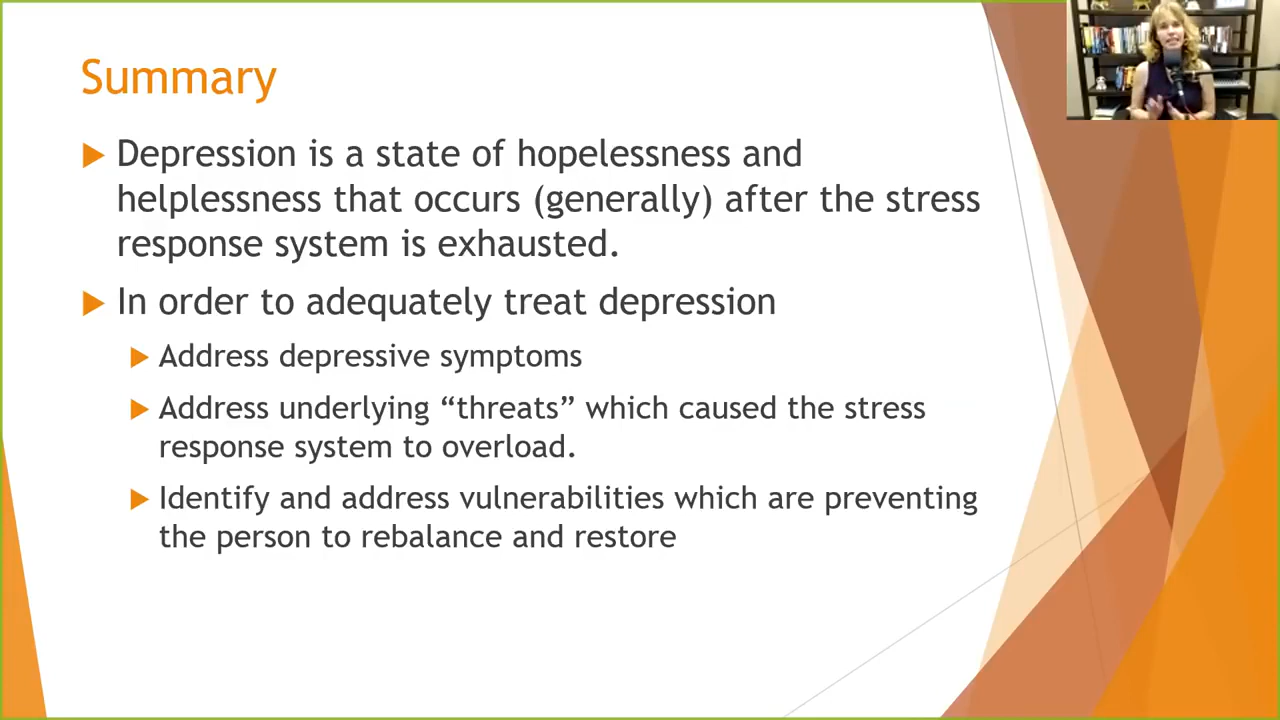 Summary
Depression is a state of hopelessness and
helplessness that occurs (generally) after the stress
response system is exhausted.
In order to adequately treat depression
Address depressive symptoms
Address underlying “threats” which caused the stress
response system to overload.
Identify and address vulnerabilities which are preventing
the person to rebalance and restore